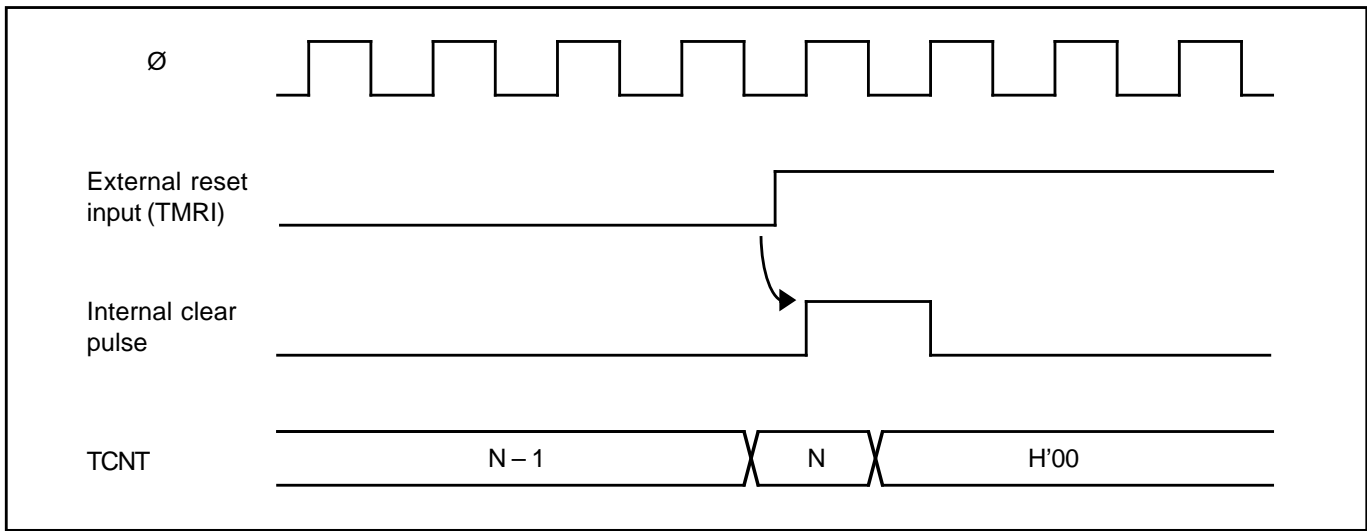 Ø
External reset
input (TMRI)
Internal clear
pulse
TCNT
N – 1
N
H'00